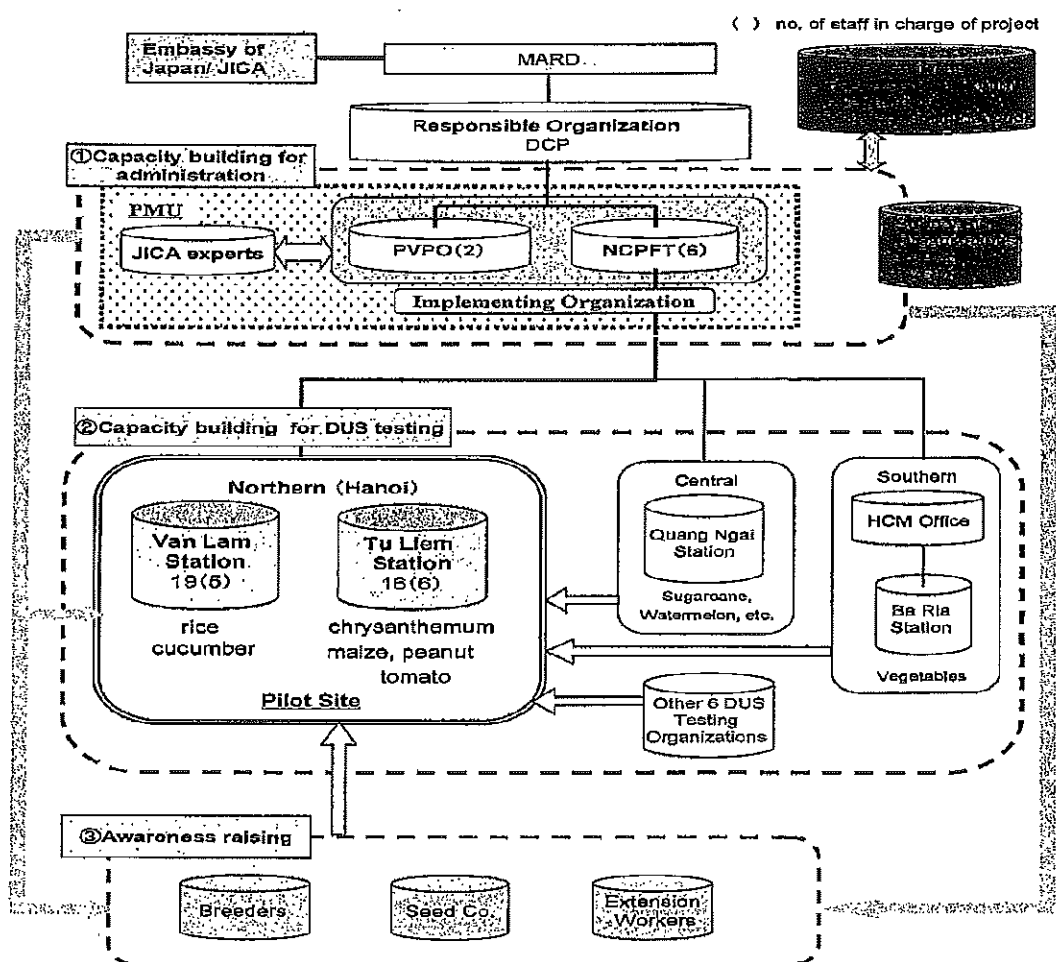 ( ) no. of staff in charge of project
Embassy of
Japan/ JICA
MARD
Responsible Organization
DCP
①Capacity building for
administration
PMU
JICA experts
PVPO(2)
NCPFT(6)
Implementing Organization
②Capacity building for DUS testing
Northern (Hanoi)
Van Lam
Station
19(5)
rice
cucumber
Tu Liem
Station
16(6)
chrysanthemum
maize, peanut
tomato
Pilot Site
Central
Quang Ngai
Station
Sugarcane,
Watermelon, etc.
Southern
HCM Office
Ba Ria
Station
Vegetables
Other 6 DUS
Testing
Organizations
③Awareness raising
Breeders
Seed Co.
Extension
Workers